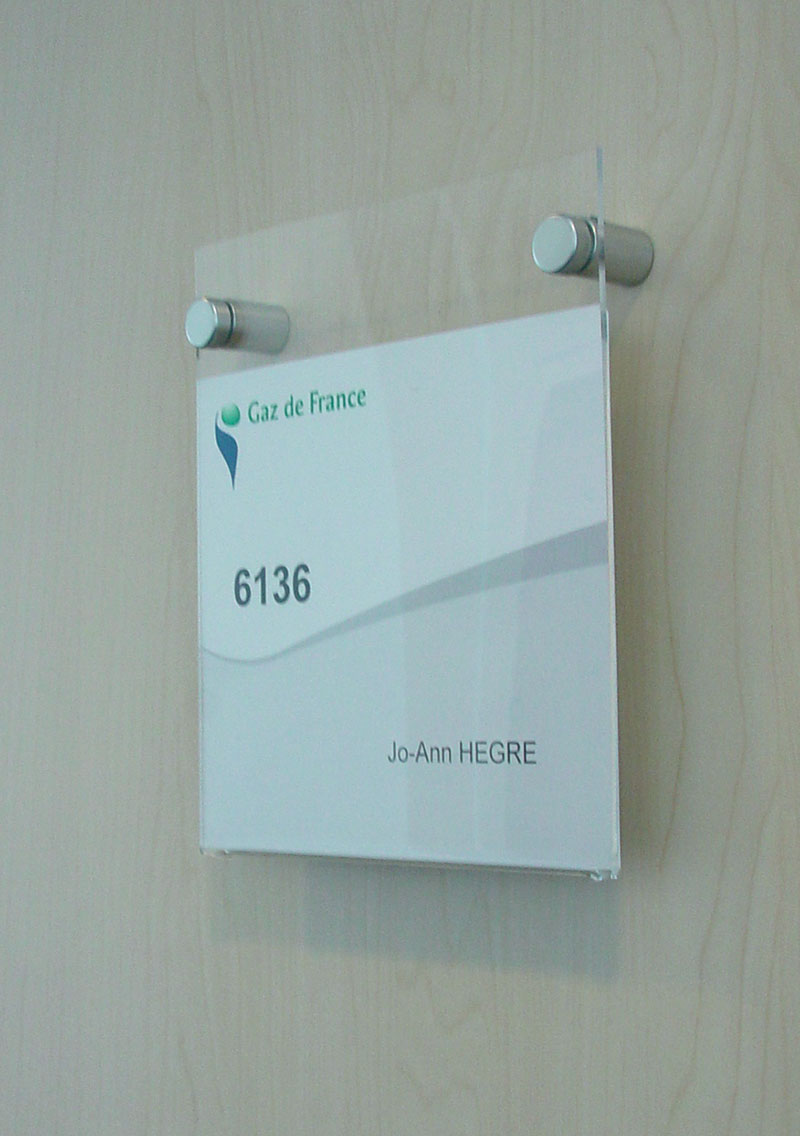 Gaz de France
6136
Jo-Ann HEGRE